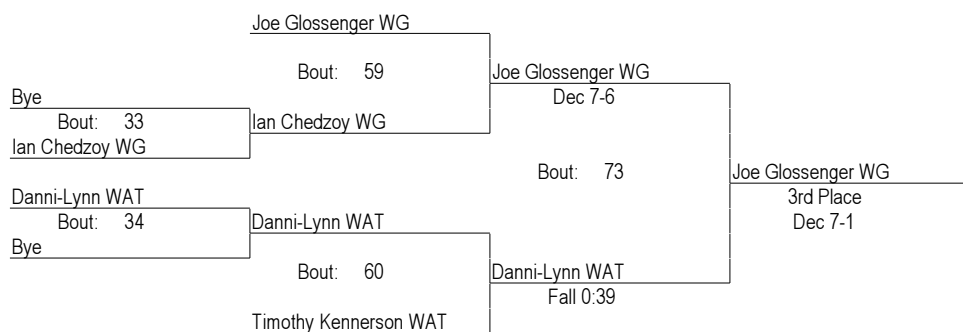 Joe Glossenger WG
Bout: 59
Joe Glossenger WG
Dec 7-6
Bye
Bout: 33
Ian Chedzoy WG
Ian Chedzoy WG
Bout: 73
Joe Glossenger WG
3rd Place
Dec 7-1
Danni-Lynn WAT
Bout: 34
Danni-Lynn WAT
Bye
Bout: 60
Danni-Lynn WAT
Fall 0:39
Timothy Kennerson WAT